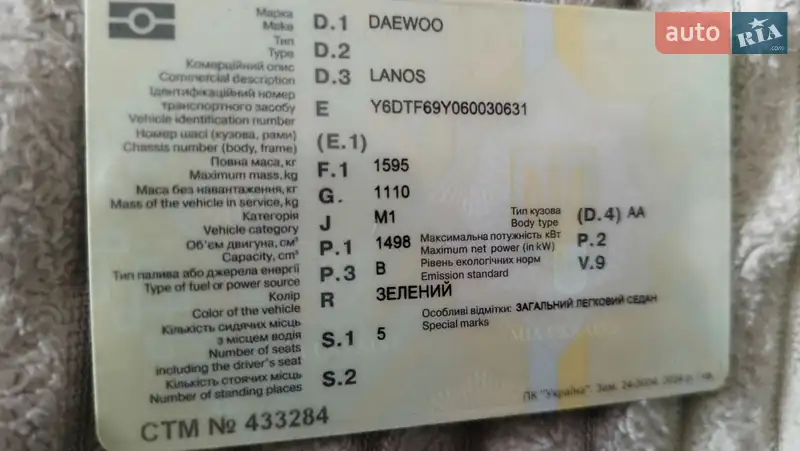 auto RIA.com
Марка
Make D.1 DAEWOO
Тип
Type D.2
Комерційний опис
Commercial description D.3 LANOS
Ідентифікаційний номер
транспортного засобу E Y6DTF69Y060030631
Vehicle identification number
Номер шасі (кузова, рами) (E.1)
Chassis number (body, frame)
Повна маса, кг F.1 1595
Maximum mass, kg
Маса без навантаження, кг G. 1110
Mass of the vehicle in service, kg
Категорія J M1 Тип кузова (D.4) AA
Vehicle category Body type
Об'єм двигуна, см³ P.1 1498 Максимальна потужність кВт P.2
Capacity, cm³ Maximum net power (in kW)
Тип палива або джерела енергії P.3 B Рівень екологічних норм V.9
Type of fuel or power source Emission standard
Колір R ЗЕЛЕНИЙ
Color of the vehicle Особливі відмітки: ЗАГАЛЬНИЙ ЛЕГКОВИЙ СЕДАН
Кількість сидячих місць Special marks
з місцем водія S.1 5
Number of seats
including the driver's seat
Кількість стоячих місць S.2
Number of standing places
ПК "Україна". Зам.
СТМ № 433284